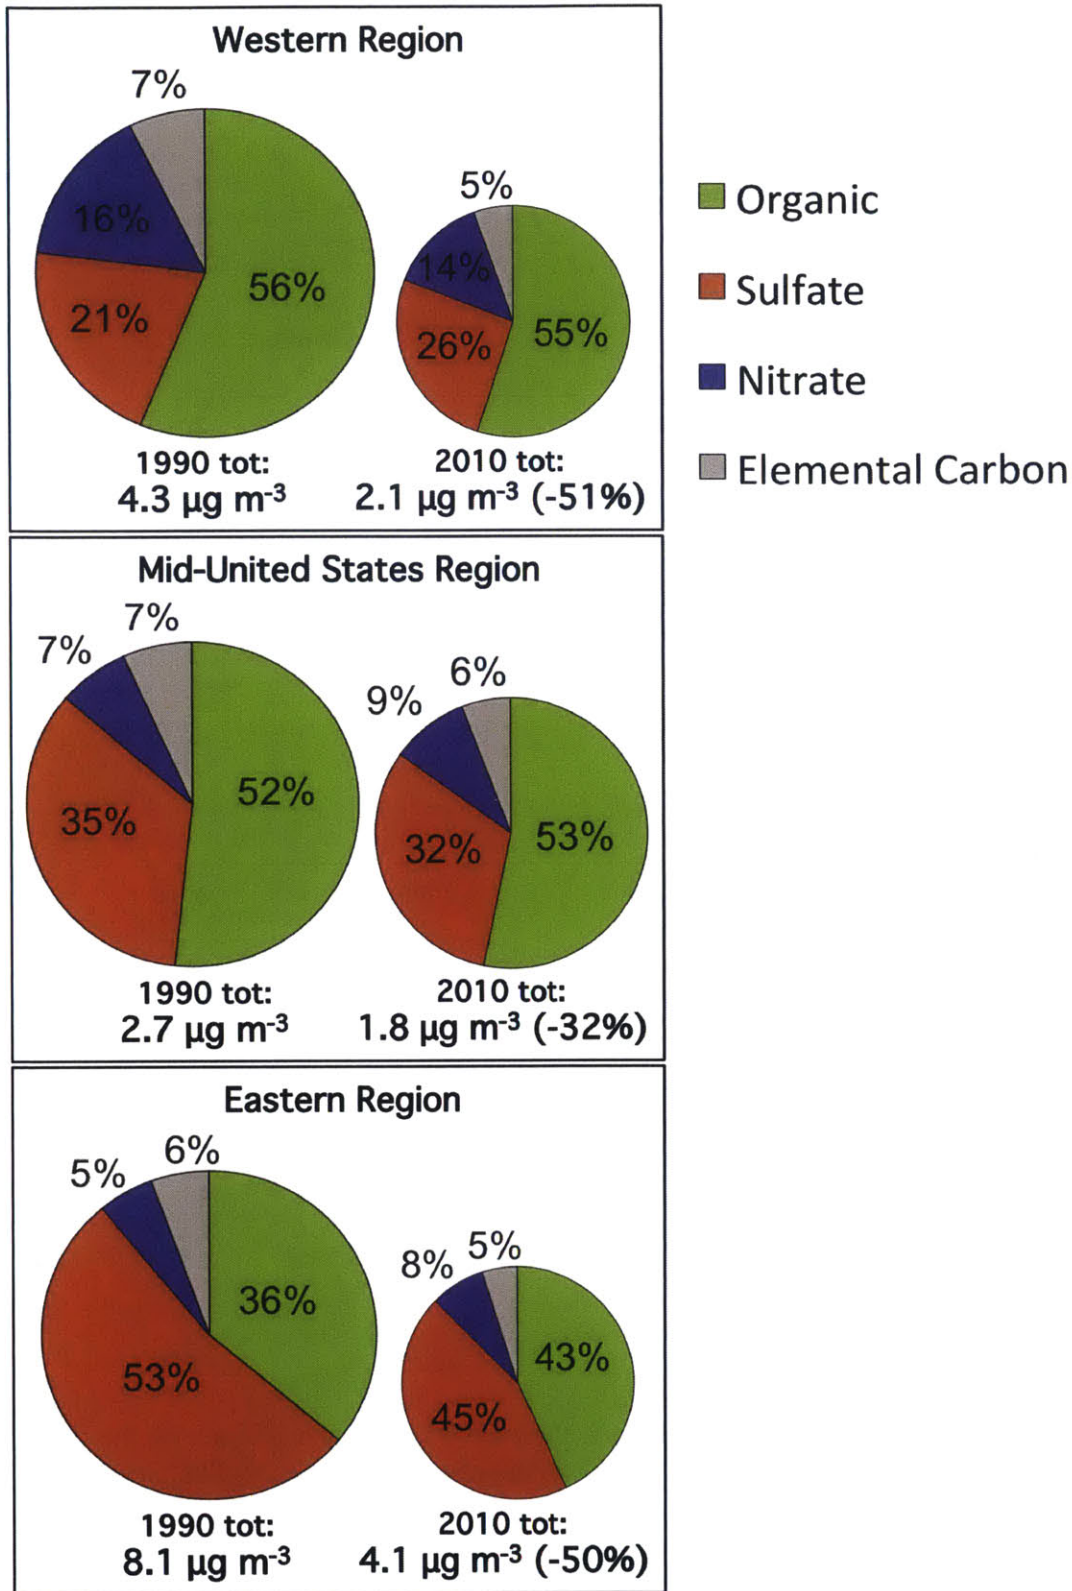 Western Region
7%
16%
56%
21%
1990 tot:
4.3 µg m-3
5%
14%
55%
26%
2010 tot:
2.1 µg m-3 (-51%)
Organic
Sulfate
Nitrate
Elemental Carbon
Mid-United States Region
7%
7%
52%
35%
1990 tot:
2.7 µg m-3
6%
9%
53%
32%
2010 tot:
1.8 µg m-3 (-32%)
Eastern Region
6%
5%
36%
53%
1990 tot:
8.1 µg m-3
5%
8%
43%
45%
2010 tot:
4.1 µg m-3 (-50%)